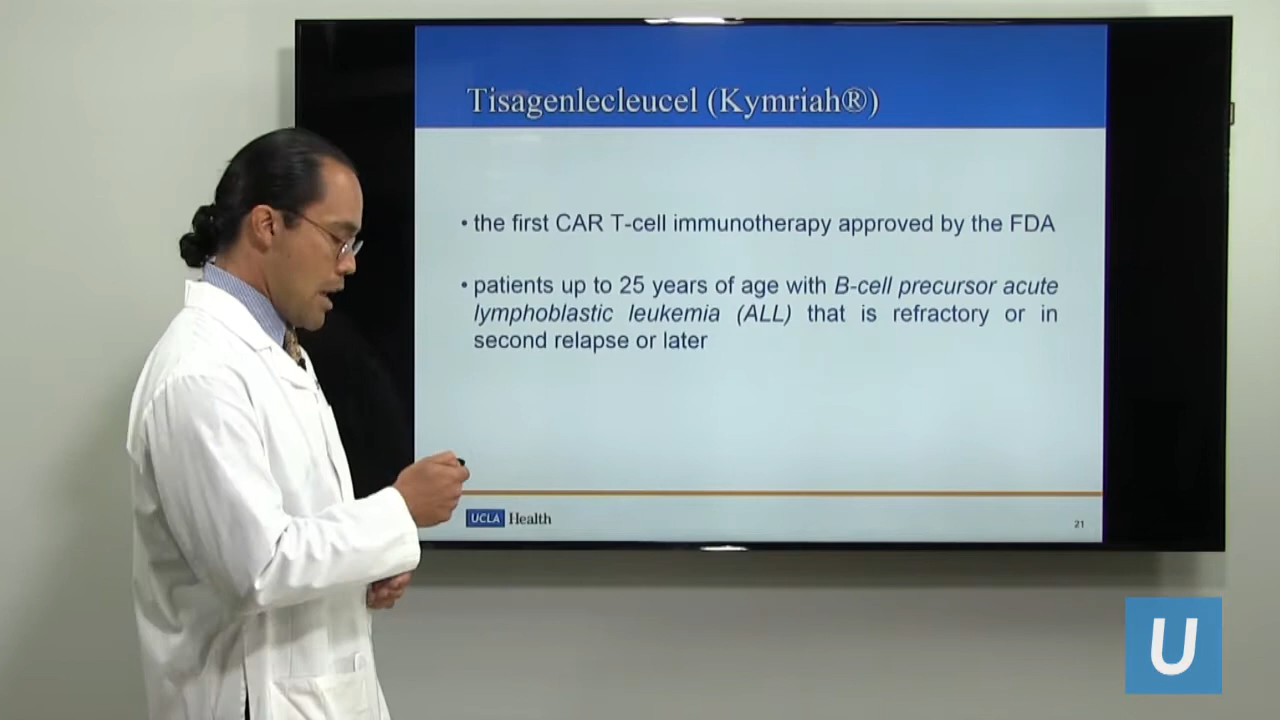 Tisagenlecleucel (Kymriah®)
• the first CAR T-cell immunotherapy approved by the FDA
• patients up to 25 years of age with B-cell precursor acute
lymphoblastic leukemia (ALL) that is refractory or in
second relapse or later
UCLA Health
21
U